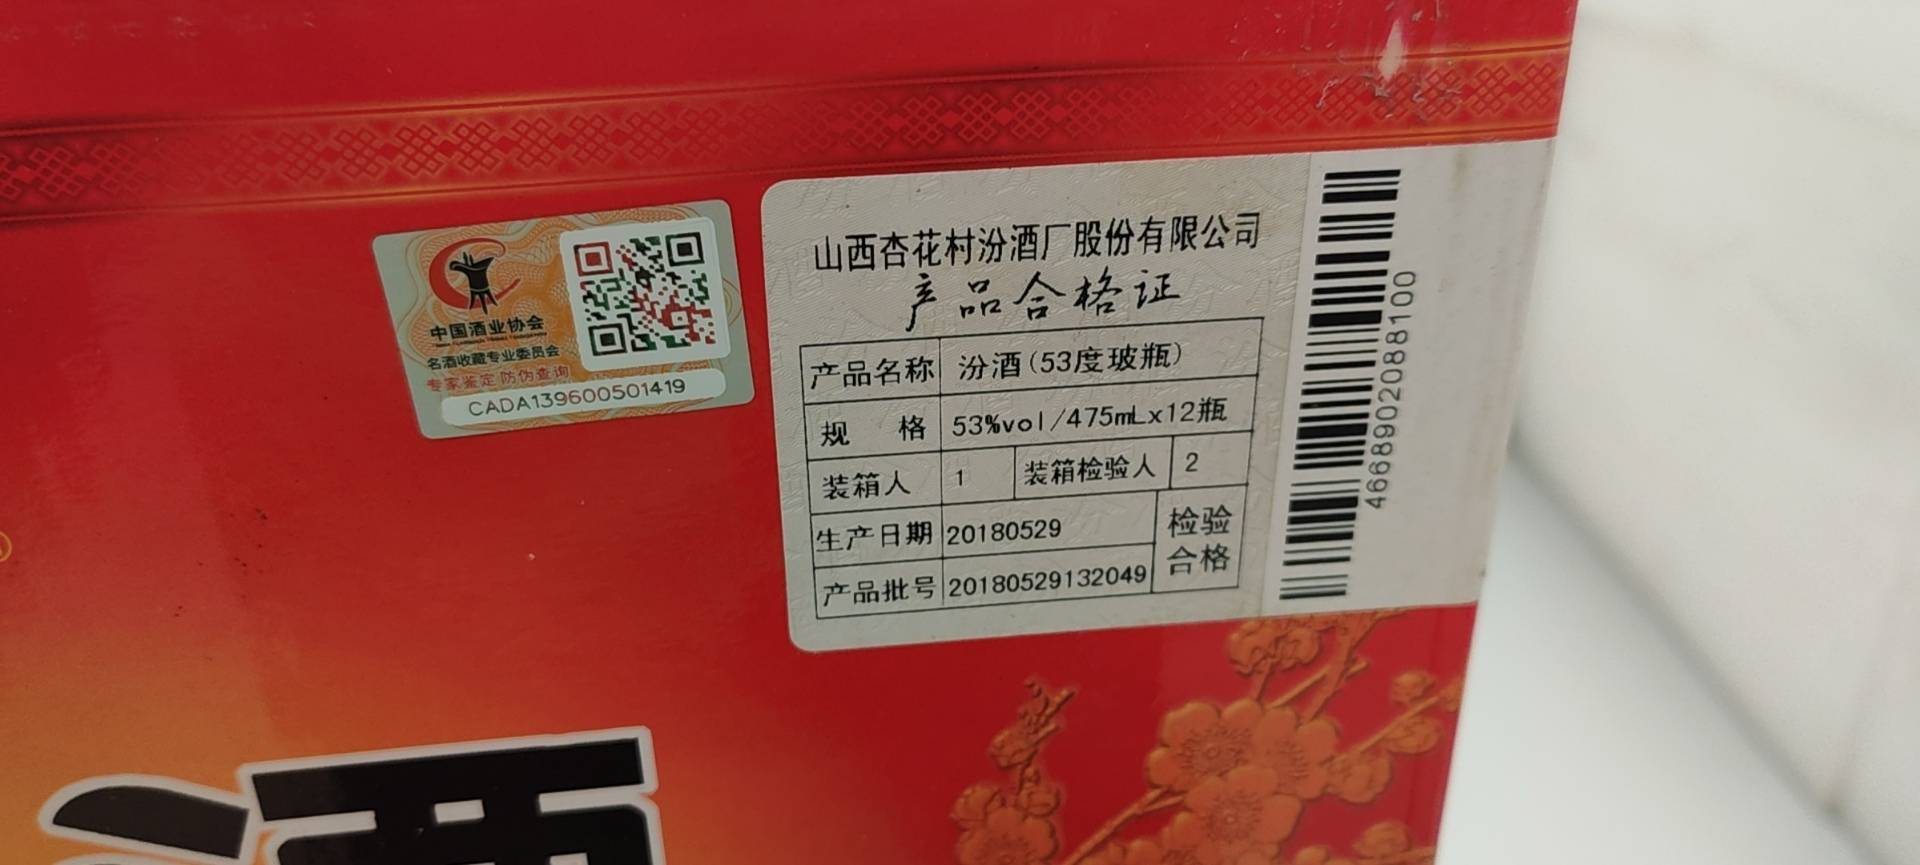 中国酒业协会
名酒收藏专业委员会
专家鉴定 防伪查询
CADA139600501419
山西杏花村汾酒厂股份有限公司
产品合格证
产品名称 汾酒(53度玻瓶)
规 格 53%vol/475mLx12瓶
装箱人 1 装箱检验人 2
生产日期 20180529 检验
产品批号 20180529132049 合格
46689020888100
酒